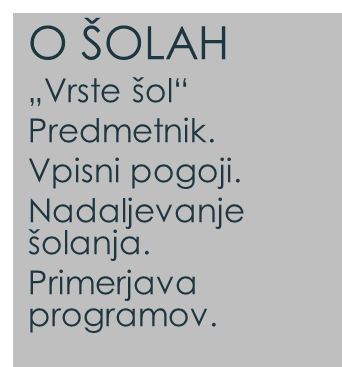 O ŠOLAH
„Vrste šol“
Predmetnik.
Vpisni pogoji.
Nadaljevanje
šolanja.
Primerjava
programov.